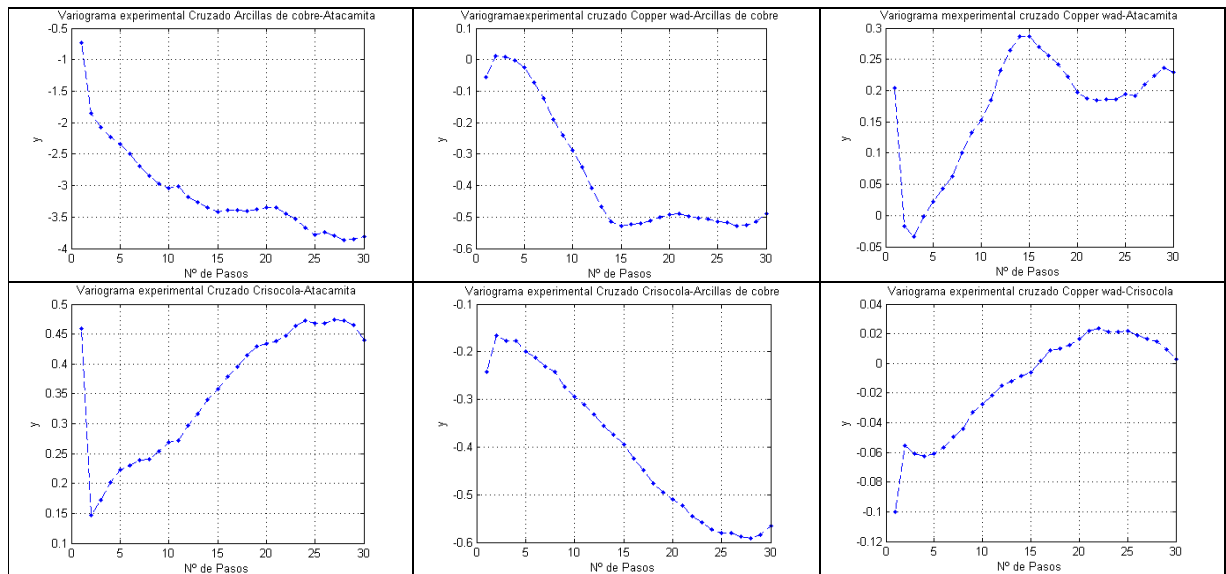 Variograma experimental Cruzado Arcillas de cobre-Atacamita
-0.5
-1
-1.5
-2
-2.5
-3
-3.5
-4
y
0 5 10 15 20 25 30
Nº de Pasos
Variogramaexperimental cruzado Copper wad-Arcillas de cobre
0.1
0
-0.1
-0.2
-0.3
-0.4
-0.5
-0.6
y
0 5 10 15 20 25 30
Nº de Pasos
Variograma mexperimental cruzado Copper wad-Atacamita
0.3
0.25
0.2
0.15
0.1
0.05
0
-0.05
y
0 5 10 15 20 25 30
Nº de Pasos
Variograma experimental Cruzado Crisocola-Atacamita
0.5
0.45
0.4
0.35
0.3
0.25
0.2
0.15
0.1
y
0 5 10 15 20 25 30
Nº de Pasos
Variograma experimental Cruzado Crisocola-Arcillas de cobre
-0.1
-0.2
-0.3
-0.4
-0.5
-0.6
y
0 5 10 15 20 25 30
Nº de Pasos
Variograma experimental cruzado Copper wad-Crisocola
0.04
0.02
0
-0.02
-0.04
-0.06
-0.08
-0.1
-0.12
y
0 5 10 15 20 25 30
Nº de Pasos